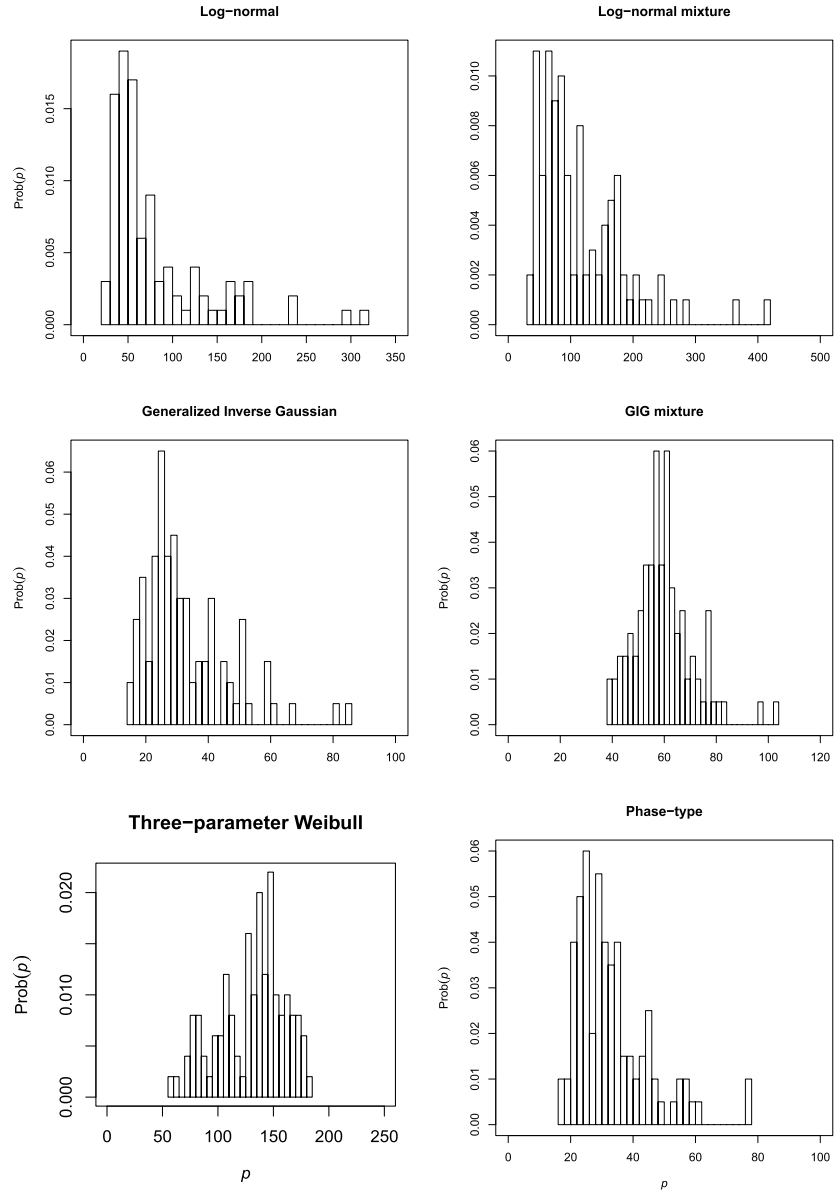 Log−normal
Prob(p)
0.000 0.005 0.010 0.015
0 50 100 150 200 250 300 350
Log−normal mixture
0.000 0.002 0.004 0.006 0.008 0.010
0 100 200 300 400 500
Generalized Inverse Gaussian
Prob(p)
0.00 0.01 0.02 0.03 0.04 0.05 0.06
0 20 40 60 80 100
GIG mixture
Prob(p)
0.00 0.01 0.02 0.03 0.04 0.05 0.06
0 20 40 60 80 100 120
Three−parameter Weibull
Prob(p)
0.000 0.010 0.020
0 50 100 150 200 250
p
Phase−type
Prob(p)
0.00 0.01 0.02 0.03 0.04 0.05 0.06
0 20 40 60 80 100
p